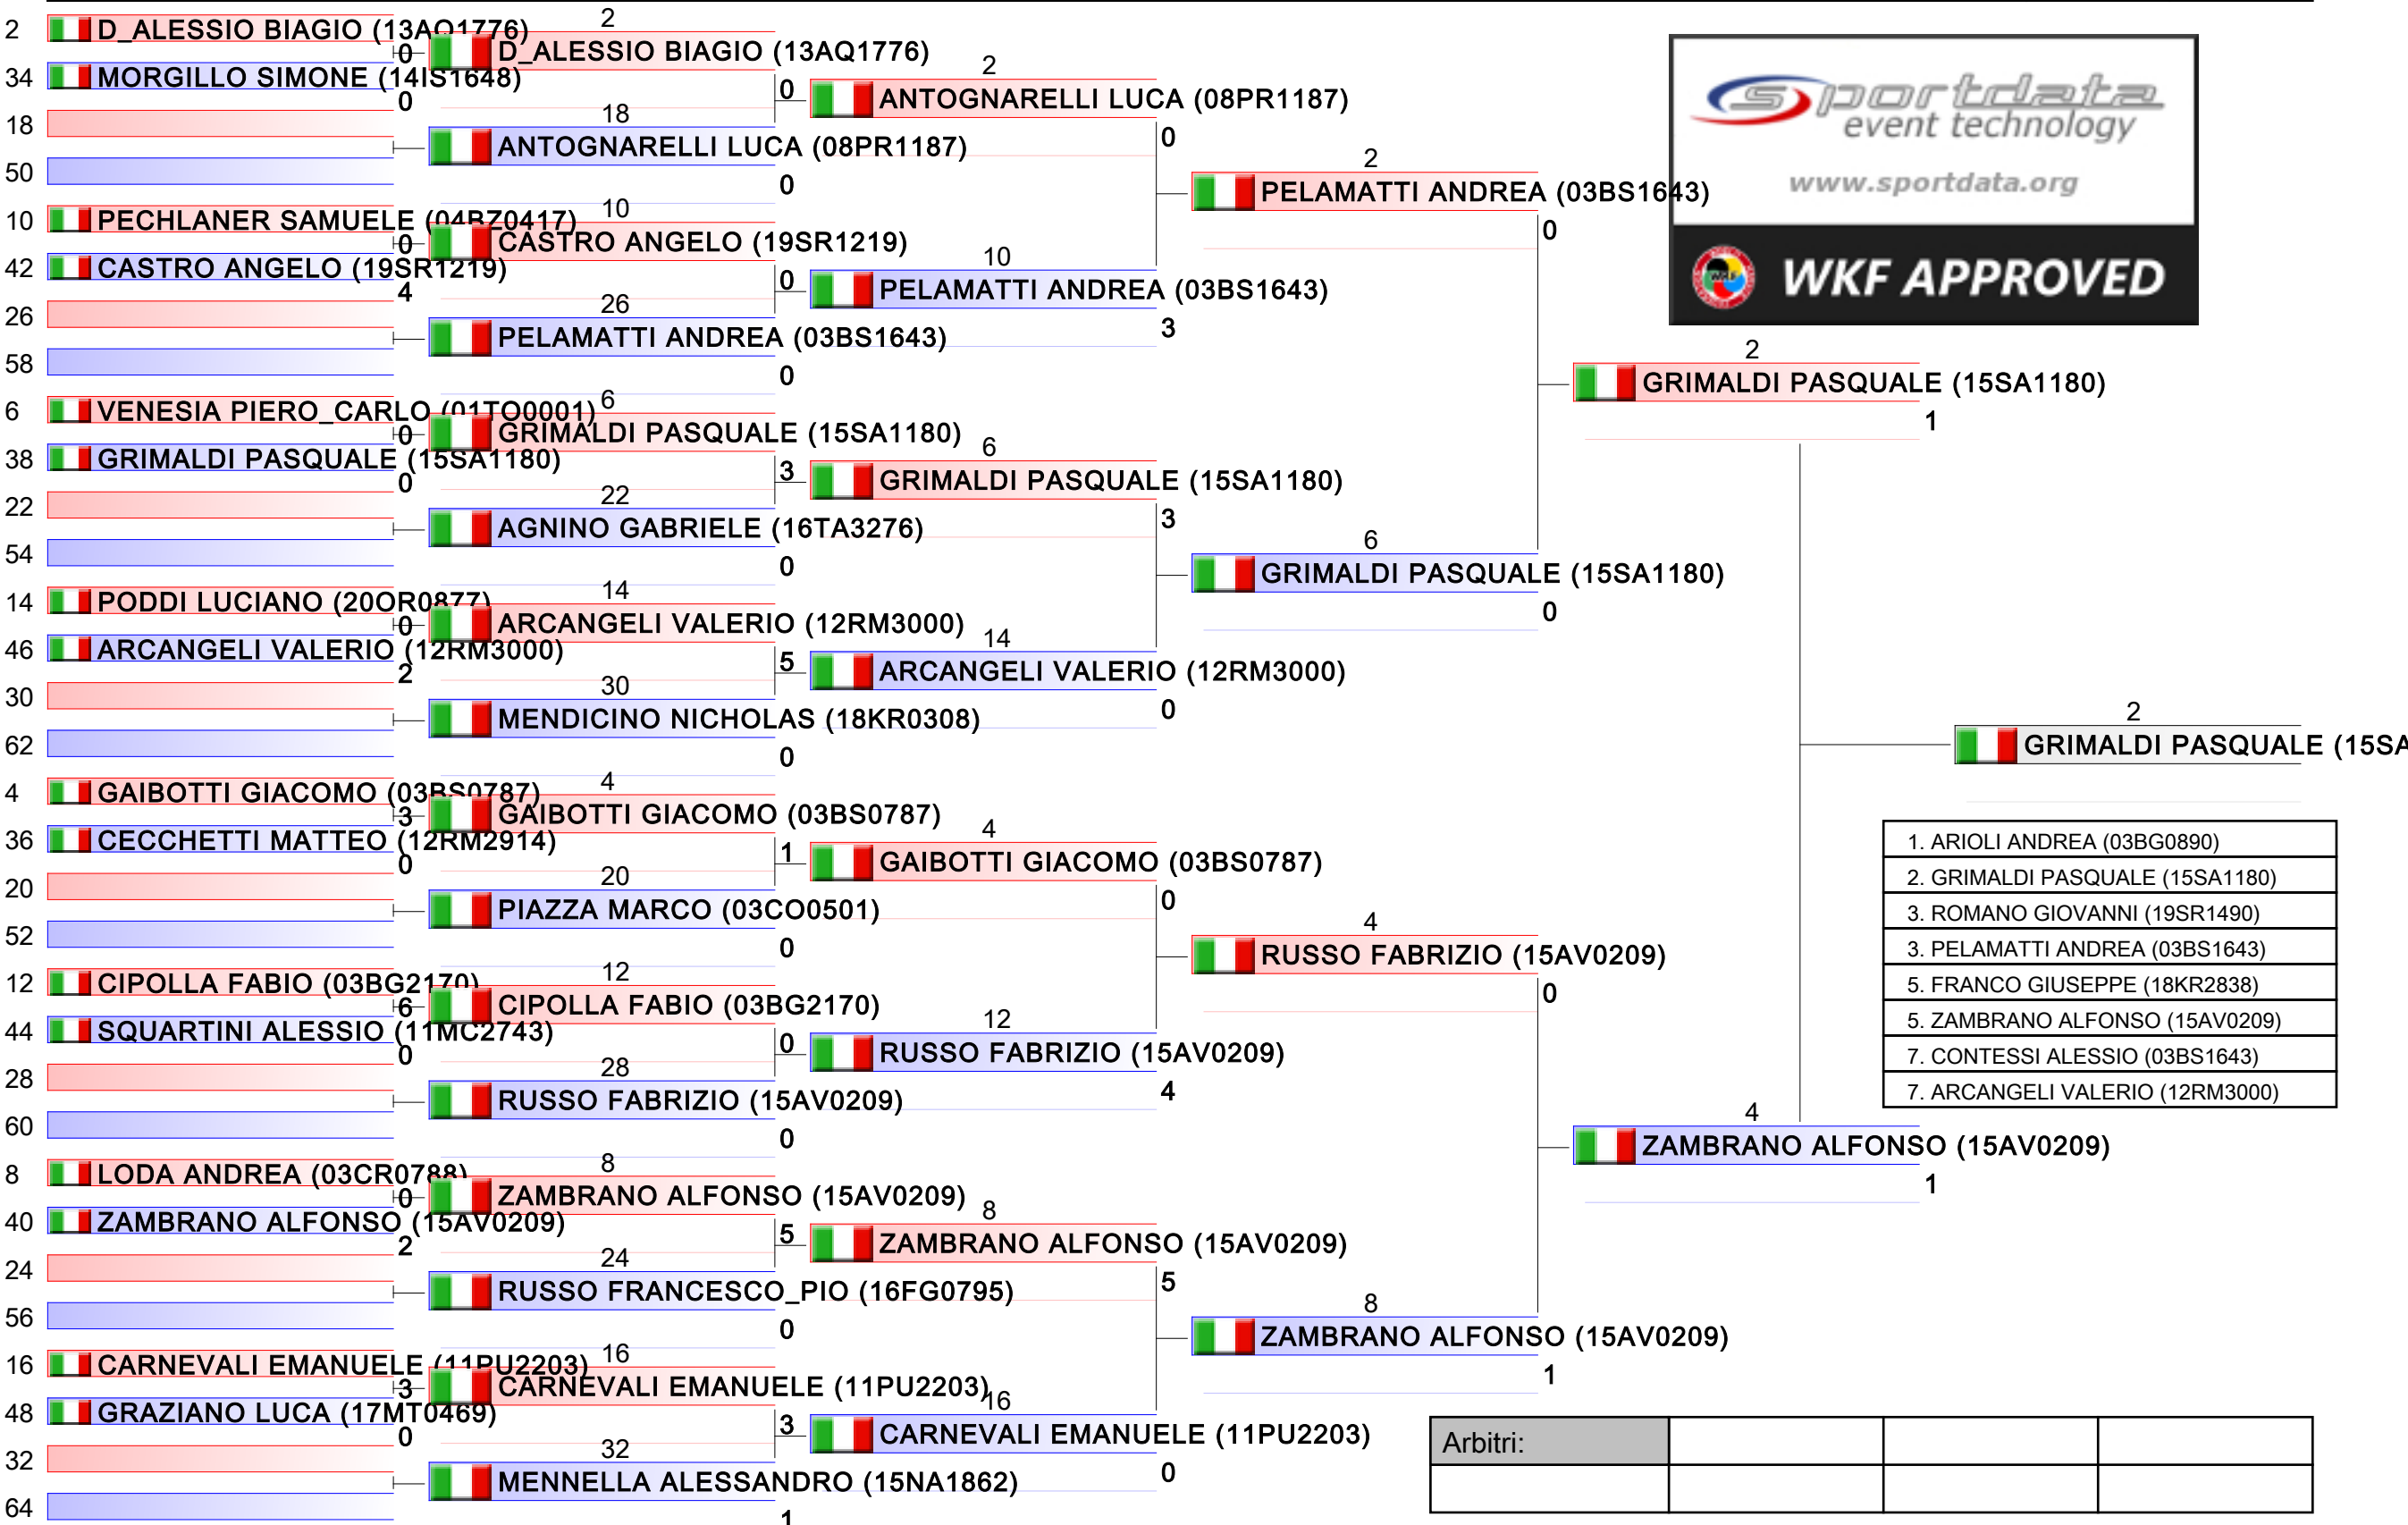 2 D_ALESSIO BIAGIO (13AQ1776)
0
34 MORGILLO SIMONE (14IS1648)
0
18
50
10 PECHLANER SAMUELE (04BZ0417)
0
42 CASTRO ANGELO (19SR1219)
4
26
58
6 VENESIA PIERO_CARLO (01TO0001)
0
38 GRIMALDI PASQUALE (15SA1180)
0
22
54
14 PODDI LUCIANO (20OR0877)
0
46 ARCANGELI VALERIO (12RM3000)
2
30
62
4 GAIBOTTI GIACOMO (03BS0787)
3
36 CECCHETTI MATTEO (12RM2914)
0
20
52
12 CIPOLLA FABIO (03BG2170)
6
44 SQUARTINI ALESSIO (11MC2743)
0
28
60
8 LODA ANDREA (03CR0788)
0
40 ZAMBRANO ALFONSO (15AV0209)
2
24
56
16 CARNEVALI EMANUELE (11PU2203)
3
48 GRAZIANO LUCA (17MT0469)
0
32
64
2
D_ALESSIO BIAGIO (13AQ1776)
0
18
ANTOGNARELLI LUCA (08PR1187)
0
10
CASTRO ANGELO (19SR1219)
0
26
PELAMATTI ANDREA (03BS1643)
0
6
GRIMALDI PASQUALE (15SA1180)
3
22
AGNINO GABRIELE (16TA3276)
0
14
ARCANGELI VALERIO (12RM3000)
5
30
MENDICINO NICHOLAS (18KR0308)
0
4
GAIBOTTI GIACOMO (03BS0787)
1
20
PIAZZA MARCO (03CO0501)
0
12
CIPOLLA FABIO (03BG2170)
0
28
RUSSO FABRIZIO (15AV0209)
0
8
ZAMBRANO ALFONSO (15AV0209)
5
24
RUSSO FRANCESCO_PIO (16FG0795)
0
16
CARNEVALI EMANUELE (11PU2203)
3
32
MENNELLA ALESSANDRO (15NA1862)
1
2
ANTOGNARELLI LUCA (08PR1187)
0
10
PELAMATTI ANDREA (03BS1643)
3
6
GRIMALDI PASQUALE (15SA1180)
3
14
ARCANGELI VALERIO (12RM3000)
0
4
GAIBOTTI GIACOMO (03BS0787)
0
12
RUSSO FABRIZIO (15AV0209)
4
8
ZAMBRANO ALFONSO (15AV0209)
5
16
CARNEVALI EMANUELE (11PU2203)
0
2
PELAMATTI ANDREA (03BS1643)
0
6
GRIMALDI PASQUALE (15SA1180)
0
4
RUSSO FABRIZIO (15AV0209)
0
8
ZAMBRANO ALFONSO (15AV0209)
1
sportdata
event technology
www.sportdata.org
WKF APPROVED
2
GRIMALDI PASQUALE (15SA1180)
1
4
ZAMBRANO ALFONSO (15AV0209)
1
2
GRIMALDI PASQUALE (15SA
1. ARIOLI ANDREA (03BG0890)
2. GRIMALDI PASQUALE (15SA1180)
3. ROMANO GIOVANNI (19SR1490)
3. PELAMATTI ANDREA (03BS1643)
5. FRANCO GIUSEPPE (18KR2838)
5. ZAMBRANO ALFONSO (15AV0209)
7. CONTESSI ALESSIO (03BS1643)
7. ARCANGELI VALERIO (12RM3000)
Arbitri: